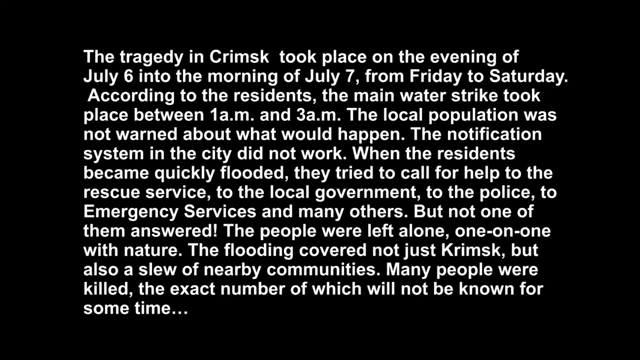 The tragedy in Crimsk  took place on the evening of
July 6 into the morning of July 7, from Friday to Saturday.
 According to the residents, the main water strike took
place between 1a.m. and 3a.m. The local population was
not warned about what would happen. The notification
system in the city did not work. When the residents
became quickly flooded, they tried to call for help to the
rescue service, to the local government, to the police, to
Emergency Services and many others. But not one of
them answered! The people were left alone, one-on-one
with nature. The flooding covered not just Krimsk, but
also a slew of nearby communities. Many people were
killed, the exact number of which will not be known for
some time…